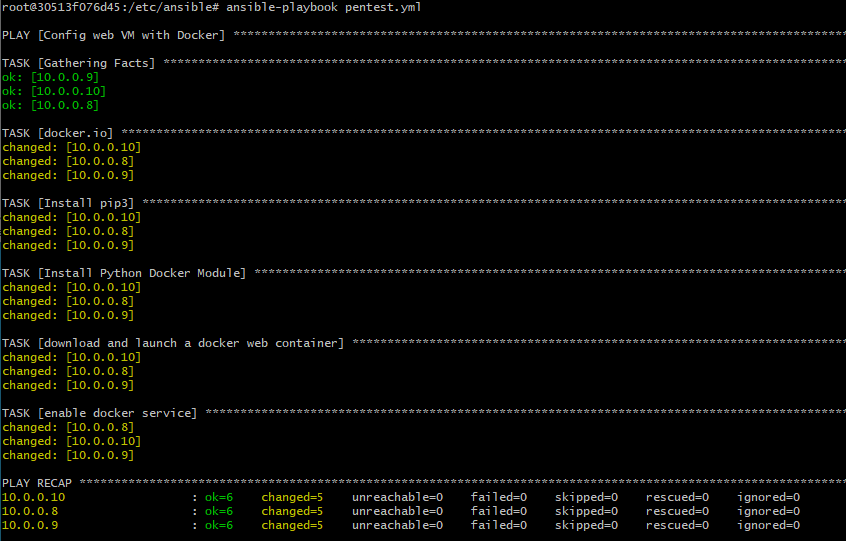 root@30513f076d45:/etc/ansible# ansible-playbook pentest.yml
PLAY [Config web VM with Docker] ****************************************************************************************
TASK [Gathering Facts] **************************************************************************************************
ok: [10.0.0.9]
ok: [10.0.0.10]
ok: [10.0.0.8]
TASK [docker.io] ********************************************************************************************************
changed: [10.0.0.10]
changed: [10.0.0.8]
changed: [10.0.0.9]
TASK [Install pip3] *****************************************************************************************************
changed: [10.0.0.10]
changed: [10.0.0.8]
changed: [10.0.0.9]
TASK [Install Python Docker Module] *************************************************************************************
changed: [10.0.0.10]
changed: [10.0.0.8]
changed: [10.0.0.9]
TASK [download and launch a docker web container] ***********************************************************************
changed: [10.0.0.10]
changed: [10.0.0.8]
changed: [10.0.0.9]
TASK [enable docker service] ********************************************************************************************
changed: [10.0.0.8]
changed: [10.0.0.10]
changed: [10.0.0.9]
PLAY RECAP **************************************************************************************************************
10.0.0.10                  : ok=6    changed=5    unreachable=0    failed=0    skipped=0    rescued=0    ignored=0
10.0.0.8                   : ok=6    changed=5    unreachable=0    failed=0    skipped=0    rescued=0    ignored=0
10.0.0.9                   : ok=6    changed=5    unreachable=0    failed=0    skipped=0    rescued=0    ignored=0